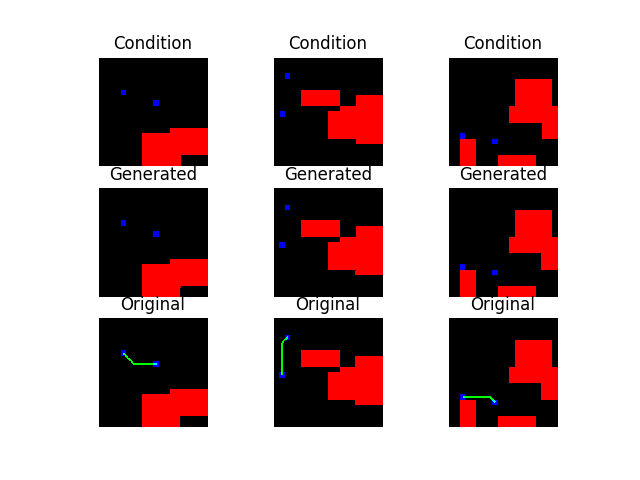 Condition Condition Condition
Generated Generated Generated
Original Original Original